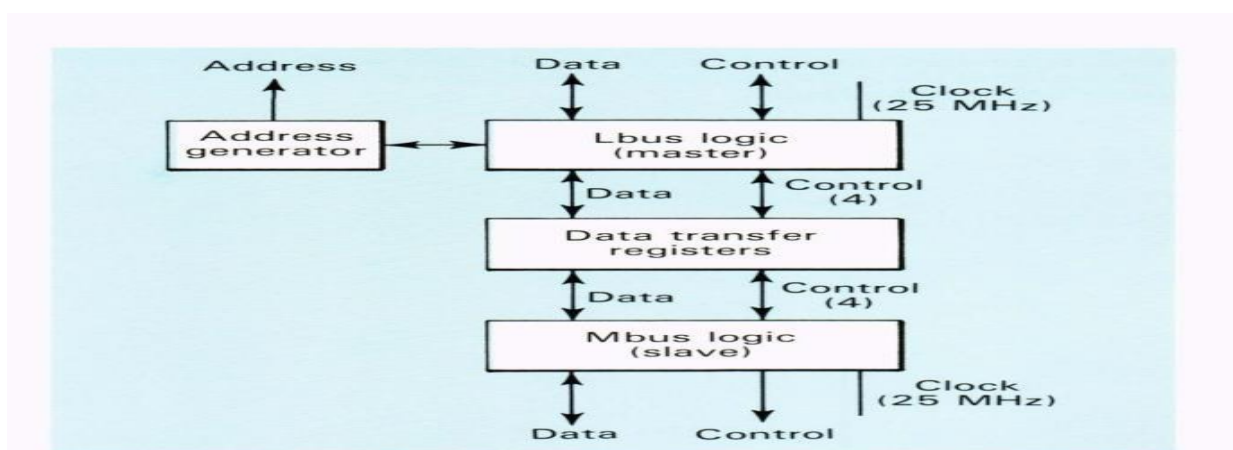 Address
Data
Control
Clock
(25 MHz)
Address
generator
Lbus logic
(master)
Data
Control
(4)
Data transfer
registers
Data
Control
(4)
Mbus logic
(slave)
Clock
(25 MHz)
Data
Control